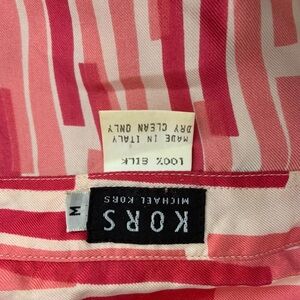 KORS
MICHAEL KORS
M
100% SILK
MADE IN ITALY
DRY CLEAN ONLY